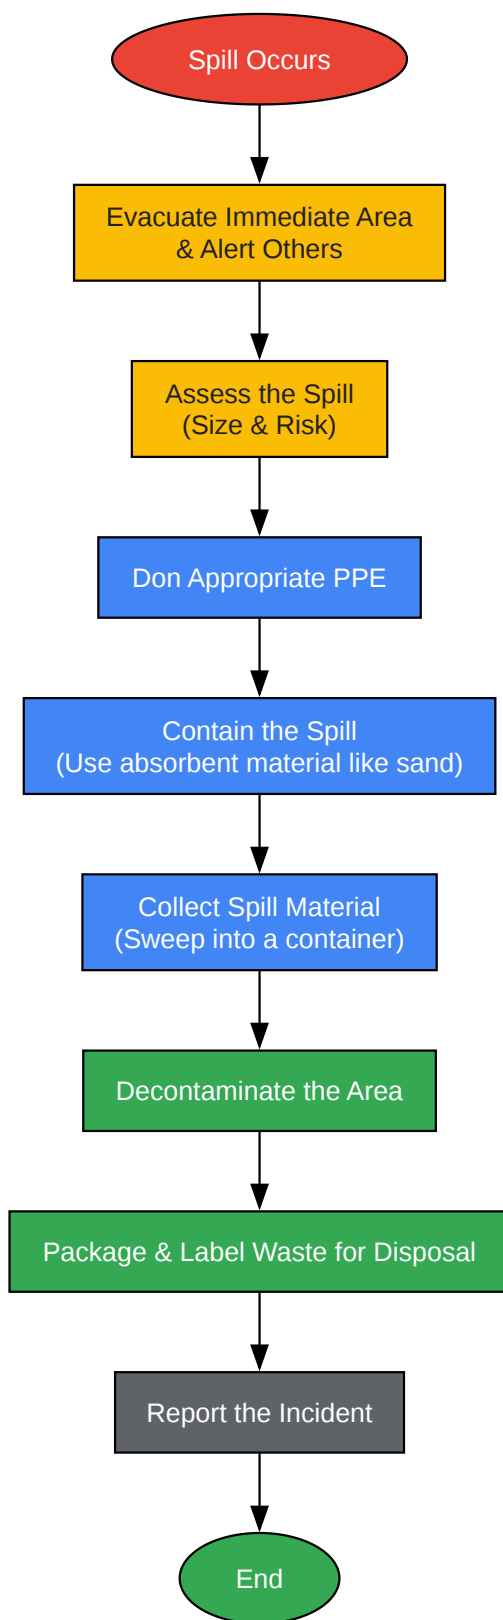 Spill Occurs
Evacuate Immediate Area
& Alert Others
Assess the Spill
(Size & Risk)
Don Appropriate PPE
Contain the Spill
(Use absorbent material like sand)
Collect Spill Material
(Sweep into a container)
Decontaminate the Area
Package & Label Waste for Disposal
Report the Incident
End